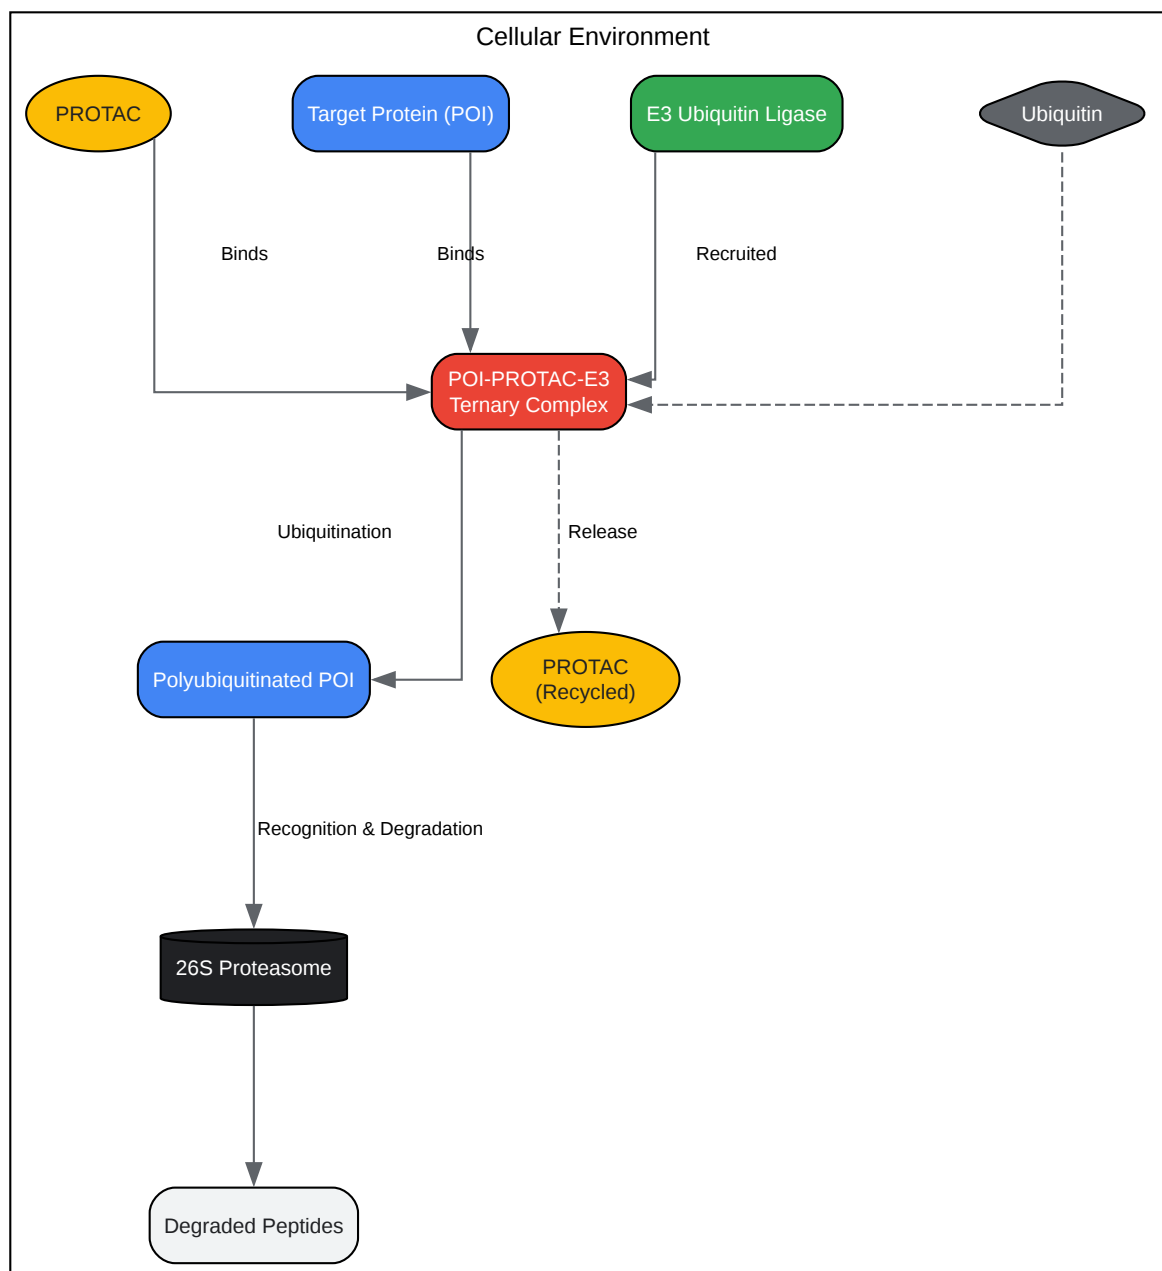 Cellular Environment
PROTAC
Target Protein (POI)
E3 Ubiquitin Ligase
Ubiquitin
Binds
Binds
Recruited
POI-PROTAC-E3
Ternary Complex
Ubiquitination
Release
Polyubiquitinated POI
PROTAC
(Recycled)
Recognition & Degradation
26S Proteasome
Degraded Peptides